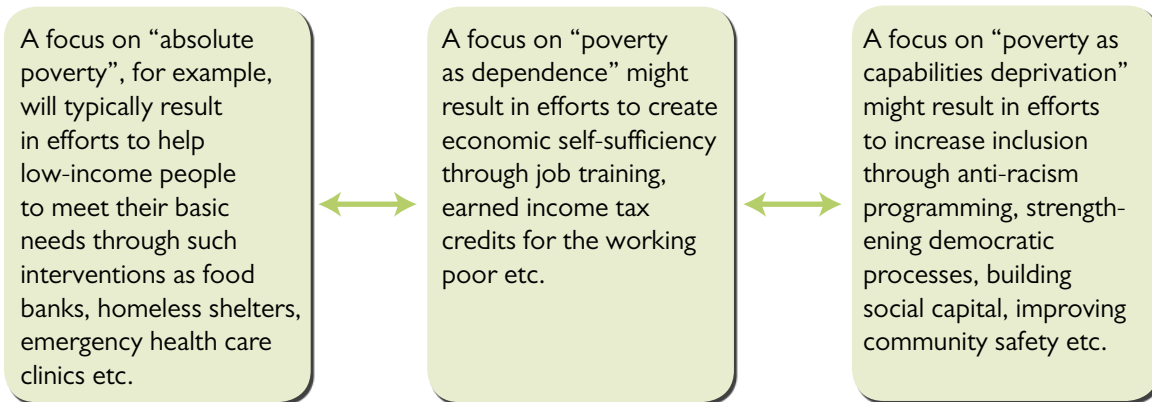 A focus on “absolute
poverty”, for example,
will typically result
in efforts to help
low-income people
to meet their basic
needs through such
interventions as food
banks, homeless shelters,
emergency health care
clinics etc.
A focus on “poverty
as dependence” might
result in efforts to create
economic self-sufficiency
through job training,
earned income tax
credits for the working
poor etc.
A focus on “poverty as
capabilities deprivation”
might result in efforts
to increase inclusion
through anti-racism
programming, strength-
ening democratic
processes, building
social capital, improving
community safety etc.